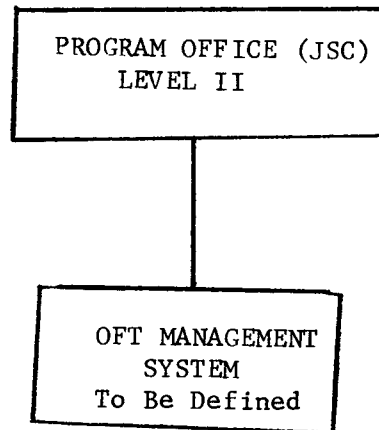 PROGRAM OFFICE (JSC)
LEVEL II
OFT MANAGEMENT
SYSTEM
To Be Defined